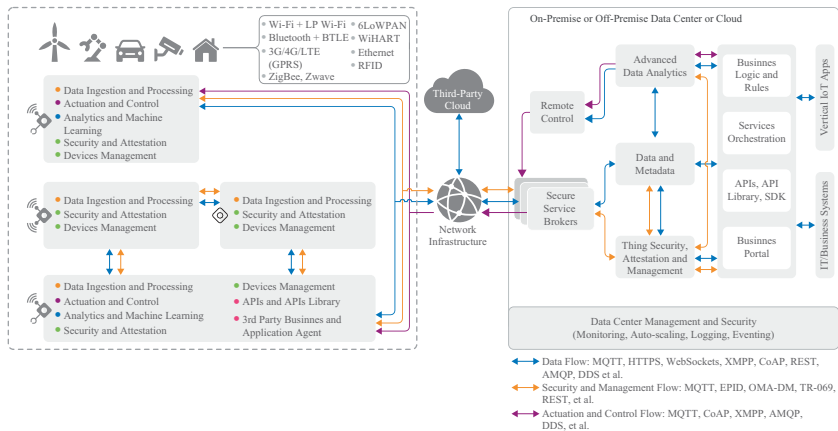 • Wi-Fi + LP Wi-Fi
• Bluetooth + BTLE
• 3G/4G/LTE
(GPRS)
• ZigBee, Zwave
• 6LoWPAN
• WiHART
• Ethernet
• RFID
• Data Ingestion and Processing
• Actuation and Control
• Analytics and Machine
Learning
• Security and Attestation
• Devices Management
• Data Ingestion and Processing
• Security and Attestation
• Devices Management
• Data Ingestion and Processing
• Security and Attestation
• Devices Management
• Data Ingestion and Processing
• Actuation and Control
• Analytics and Machine Learning
• Security and Attestation
• Devices Management
• APIs and APIs Library
• 3rd Party Businnes and
Application Agent
Third-Party
Cloud
Network
Infrastructure
On-Premise or Off-Premise Data Center or Cloud
Remote
Control
Secure
Service
Brokers
Advanced
Data Analytics
Data and
Metadata
Thing Security,
Attestation and
Management
Businnes
Logic and
Rules
Services
Orchestration
APIs, API
Library, SDK
Businnes
Portal
Vertical IoT Apps
IT/Business Systems
Data Center Management and Security
(Monitoring, Auto-scaling, Logging, Eventing)
Data Flow: MQTT, HTTPS, WebSockets, XMPP, CoAP, REST,
AMQP, DDS et al.
Security and Management Flow: MQTT, EPID, OMA-DM, TR-069,
REST, et al.
Actuation and Control Flow: MQTT, CoAP, XMPP, AMQP,
DDS, et al.